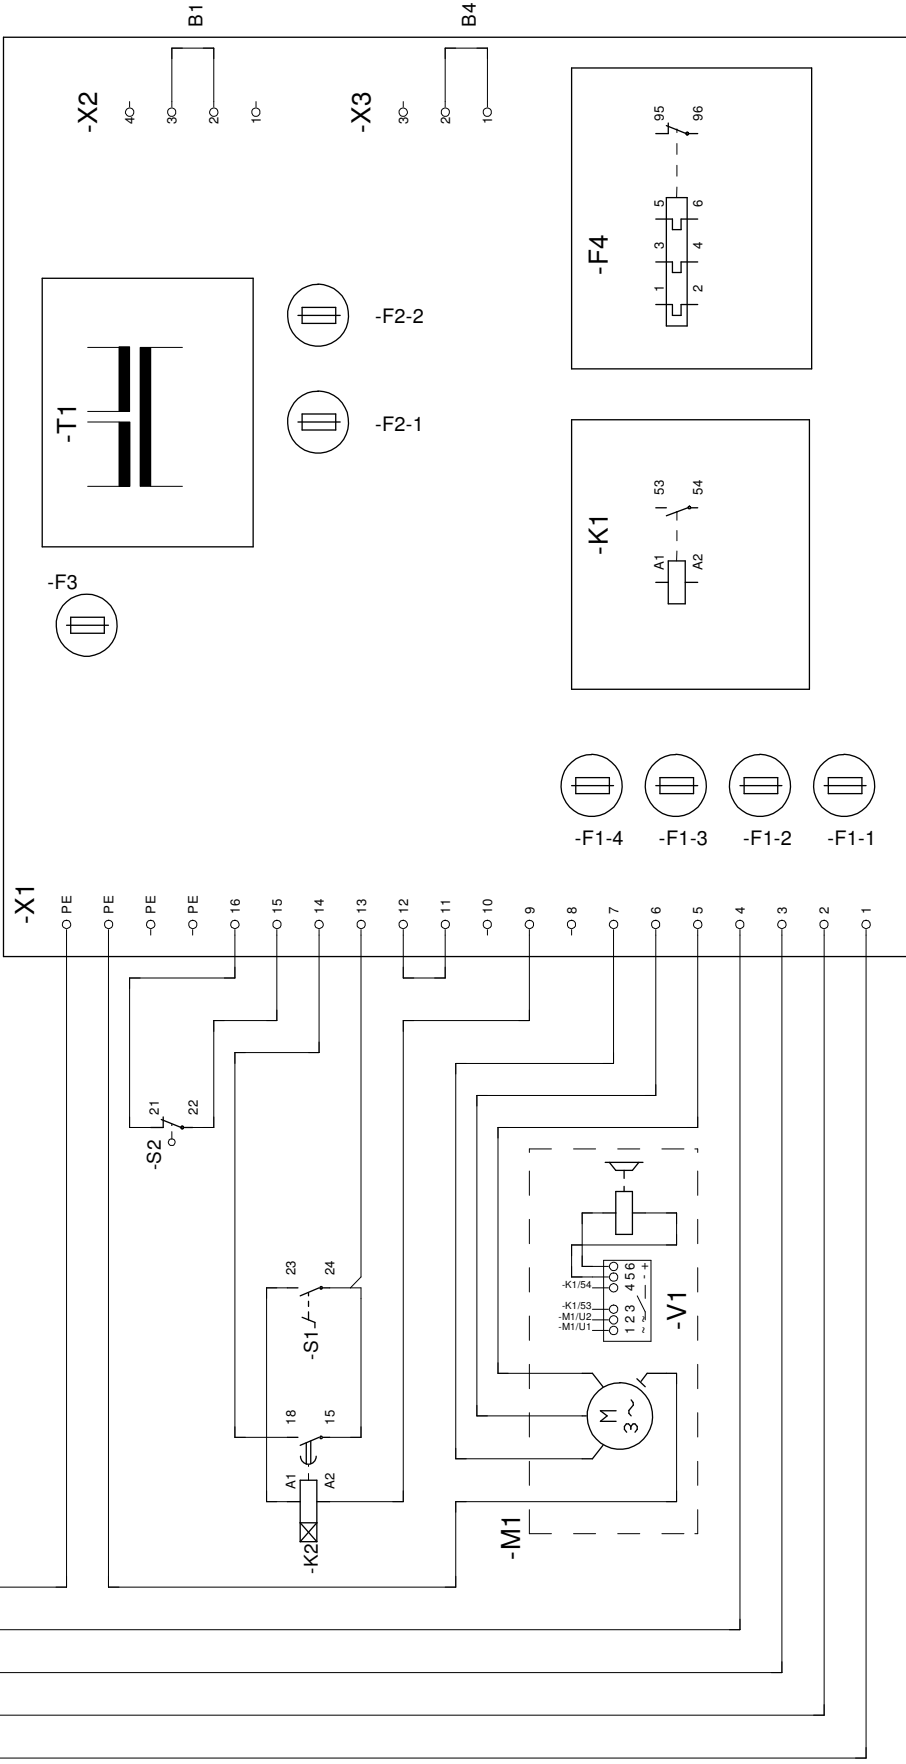 B1
B4
-X2
4
3
2
1
-X3
3
2
1
-T1
-F2-2
-F2-1
-F3
-F4
1
3
5
2
4
6
95
96
-K1
A1
A2
53
54
-F1-4
-F1-3
-F1-2
-F1-1
-X1
PE
PE
PE
PE
16
15
14
13
12
11
10
9
8
7
6
5
4
3
2
1
-S2
21
22
-S1
23
24
18
15
A1
A2
-K2
-M1
M
3~
-V1
-K1/54
-K1/53
-M1/U2
-M1/U1
1 2 3 4 5 6
~ ~ - +